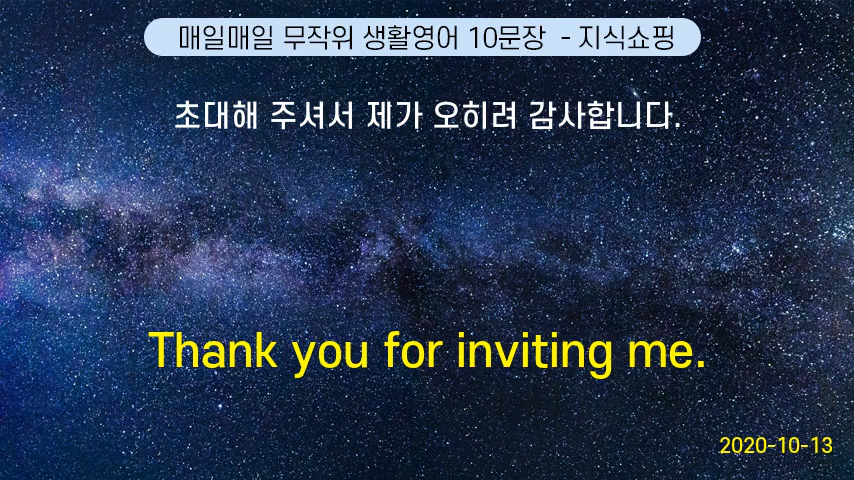 매일매일 무작위 생활영어 10문장 - 지식쇼핑
초대해 주셔서 제가 오히려 감사합니다.
Thank you for inviting me.
2020-10-13